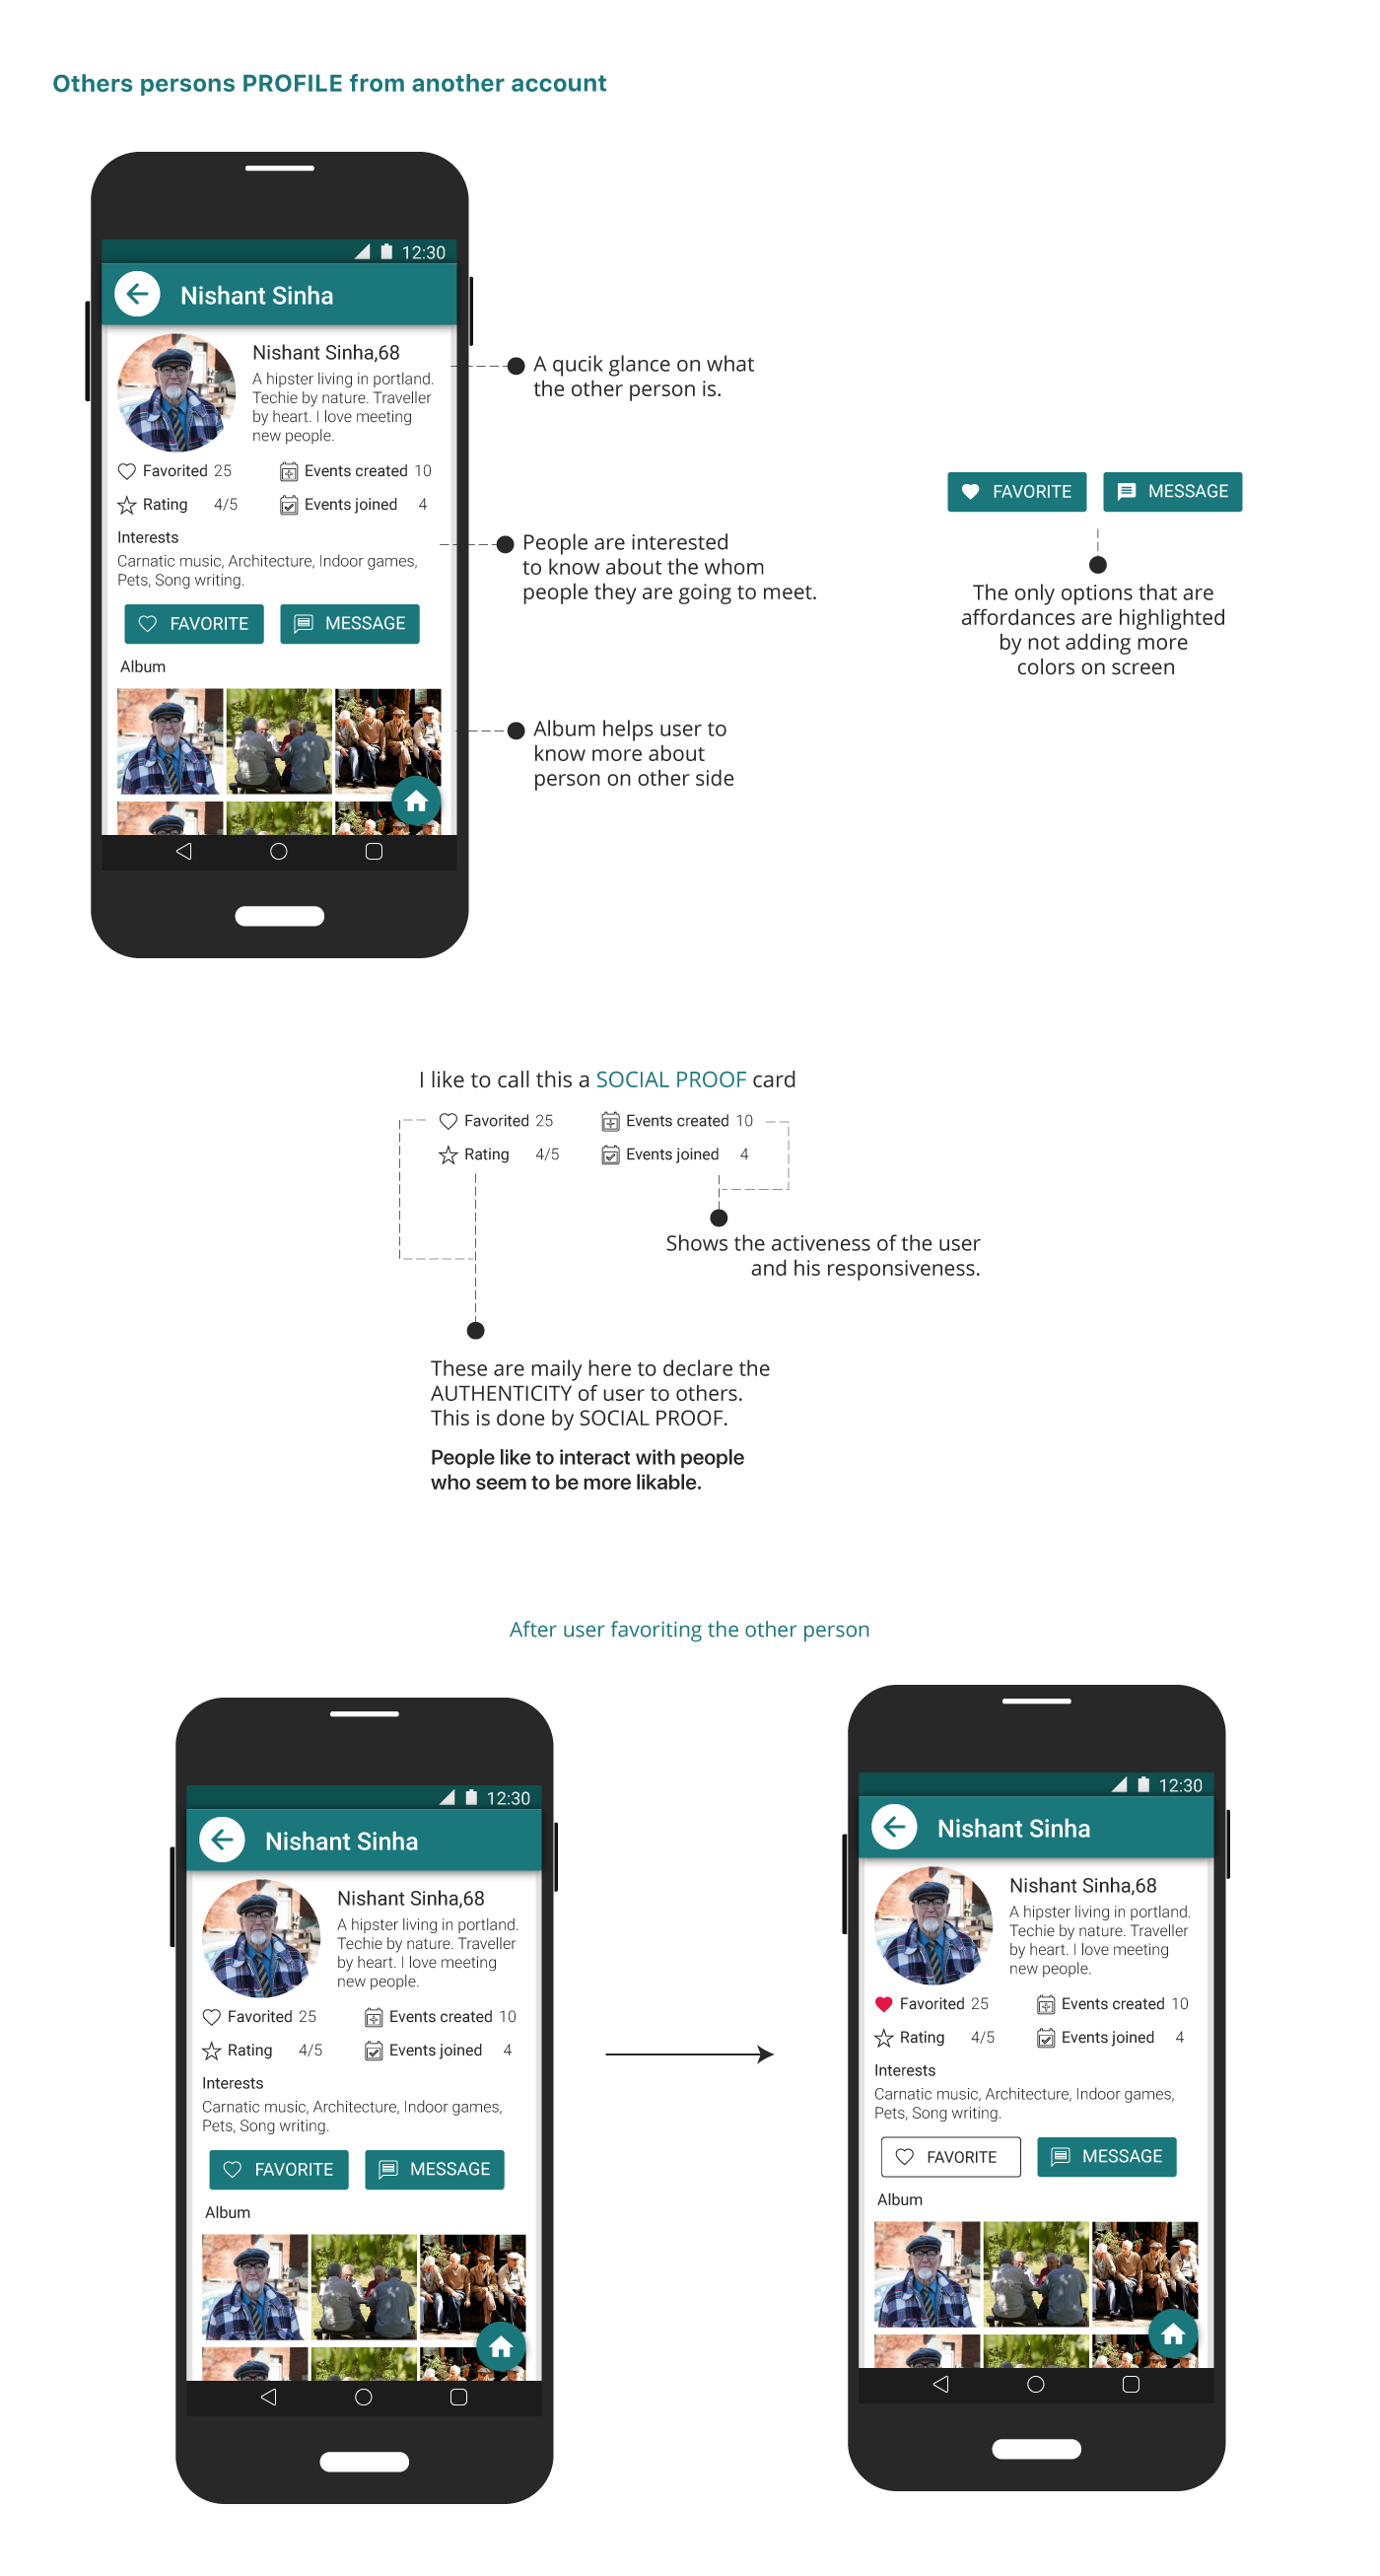 Others persons PROFILE from another account
12:30
Nishant Sinha
Nishant Sinha,68
A hipster living in portland.
Techie by nature. Traveller
by heart. I love meeting
new people.
Favorited 25 Events created 10
Rating 4/5 Events joined 4
Interests
Carnatic music, Architecture, Indoor games,
Pets, Song writing.
FAVORITE MESSAGE
Album
A qucik glance on what
the other person is.
People are interested
to know about the whom
people they are going to meet.
Album helps user to
know more about
person on other side
FAVORITE MESSAGE
The only options that are
affordances are highlighted
by not adding more
colors on screen
I like to call this a SOCIAL PROOF card
Favorited 25 Events created 10
Rating 4/5 Events joined 4
Shows the activeness of the user
and his responsiveness.
These are maily here to declare the
AUTHENTICITY of user to others.
This is done by SOCIAL PROOF.
People like to interact with people
who seem to be more likable.
After user favoriting the other person
12:30
Nishant Sinha
Nishant Sinha,68
A hipster living in portland.
Techie by nature. Traveller
by heart. I love meeting
new people.
Favorited 25 Events created 10
Rating 4/5 Events joined 4
Interests
Carnatic music, Architecture, Indoor games,
Pets, Song writing.
FAVORITE MESSAGE
Album
12:30
Nishant Sinha
Nishant Sinha,68
A hipster living in portland.
Techie by nature. Traveller
by heart. I love meeting
new people.
Favorited 25 Events created 10
Rating 4/5 Events joined 4
Interests
Carnatic music, Architecture, Indoor games,
Pets, Song writing.
FAVORITE MESSAGE
Album